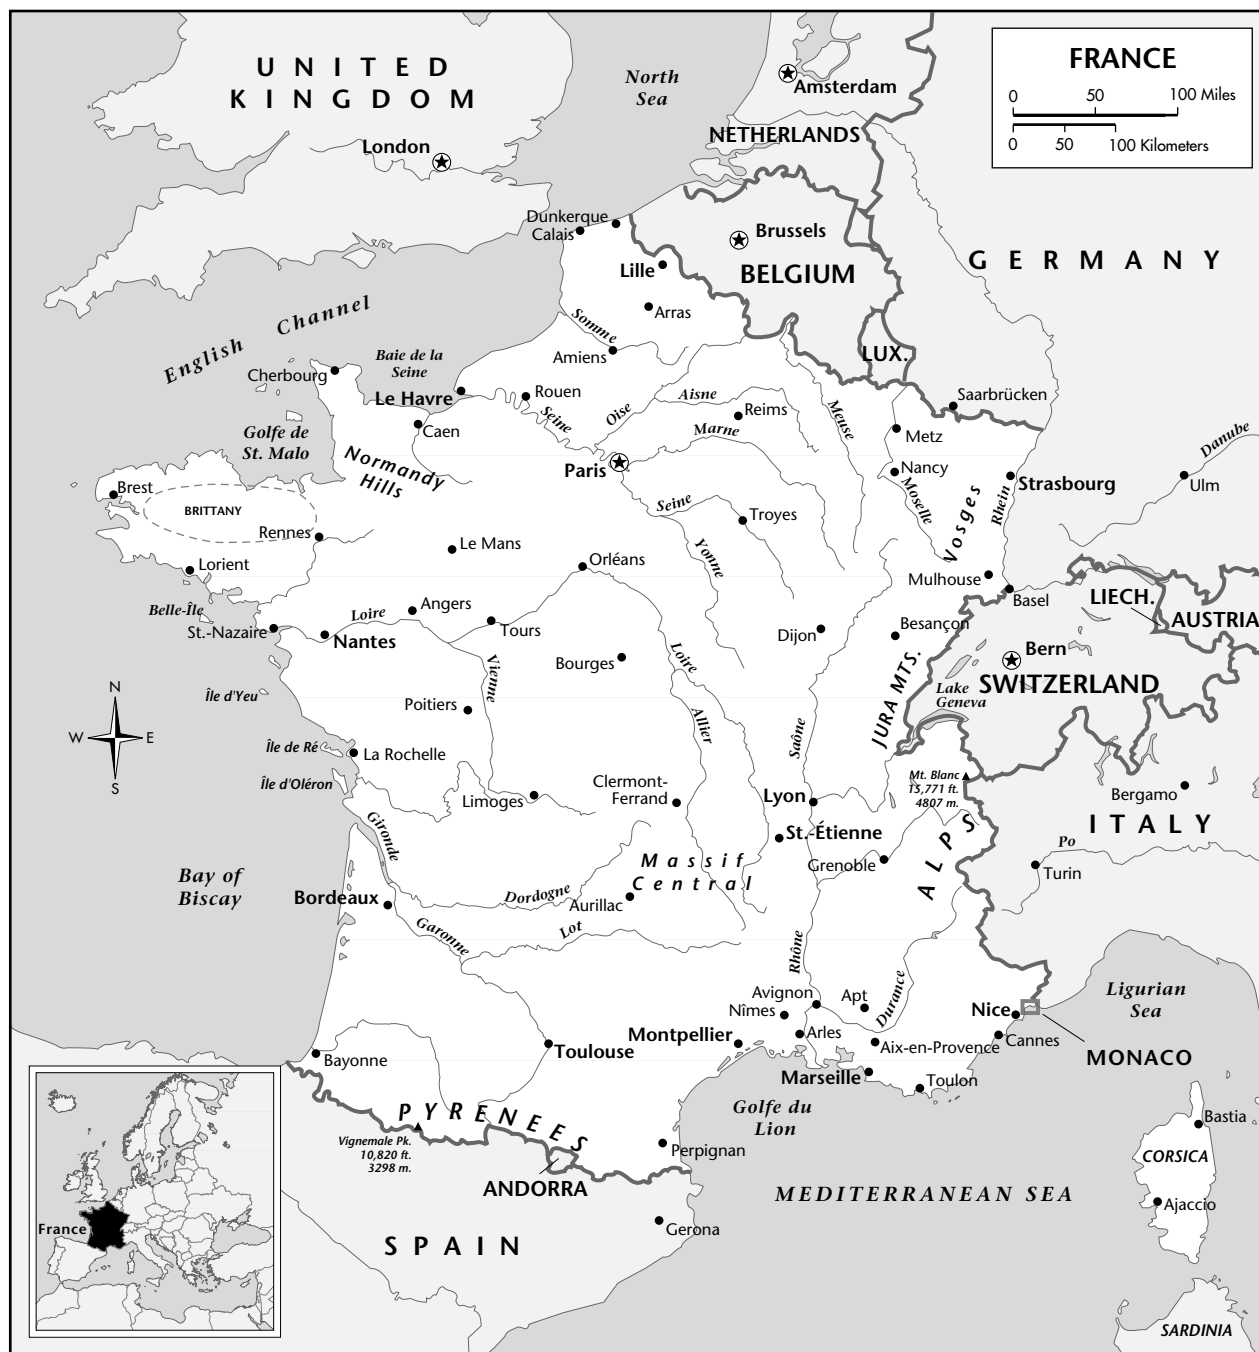 UNITED
KINGDOM
North
Sea
Amsterdam
FRANCE
0 50 100 Miles
0 50 100 Kilometers
NETHERLANDS
London
Dunkerque
Calais
Brussels
BELGIUM
GERMANY
Lille
Arras
English Channel
Somme
Amiens
LUX.
Baie de la
Seine
Cherbourg
Le Havre
Rouen
Seine
Oise
Aisne
Reims
Meuse
Saarbrücken
Caen
Marne
Metz
Golfe de
St. Malo
Normandy
Hills
Paris
Nancy
Moselle
Vosges
Rhein
Strasbourg
Danube
Ulm
Brest
BRITTANY
Rennes
Seine
Troyes
Yonne
Le Mans
Orléans
Lorient
Mulhouse
Basel
LIECH.
AUSTRIA
Belle-Île
St.-Nazaire
Loire
Angers
Nantes
Tours
Dijon
Besançon
Bern
SWITZERLAND
Bourges
Loire
Vienne
Lake
Geneva
JURA MTS.
Île d'Yeu
Poitiers
Allier
Saône
N
W E
S
Île de Ré
La Rochelle
Île d'Oléron
Limoges
Clermont-
Ferrand
Lyon
Mt. Blanc
15,771 ft.
4807 m.
Bergamo
ITALY
Gironde
St.-Étienne
Grenoble
ALPS
Po
Turin
Massif
Central
Bay of
Biscay
Bordeaux
Dordogne
Aurillac
Garonne
Lot
Rhône
Durance
Avignon
Nîmes
Apt
Nice
Ligurian
Sea
Arles
Montpellier
Aix-en-Provence
Cannes
MONACO
Bayonne
Toulouse
Marseille
Toulon
Golfe du
Lion
PYRENEES
Vignemale Pk.
10,820 ft.
3298 m.
Perpignan
ANDORRA
Bastia
CORSICA
Ajaccio
MEDITERRANEAN SEA
Gerona
SPAIN
France
SARDINIA